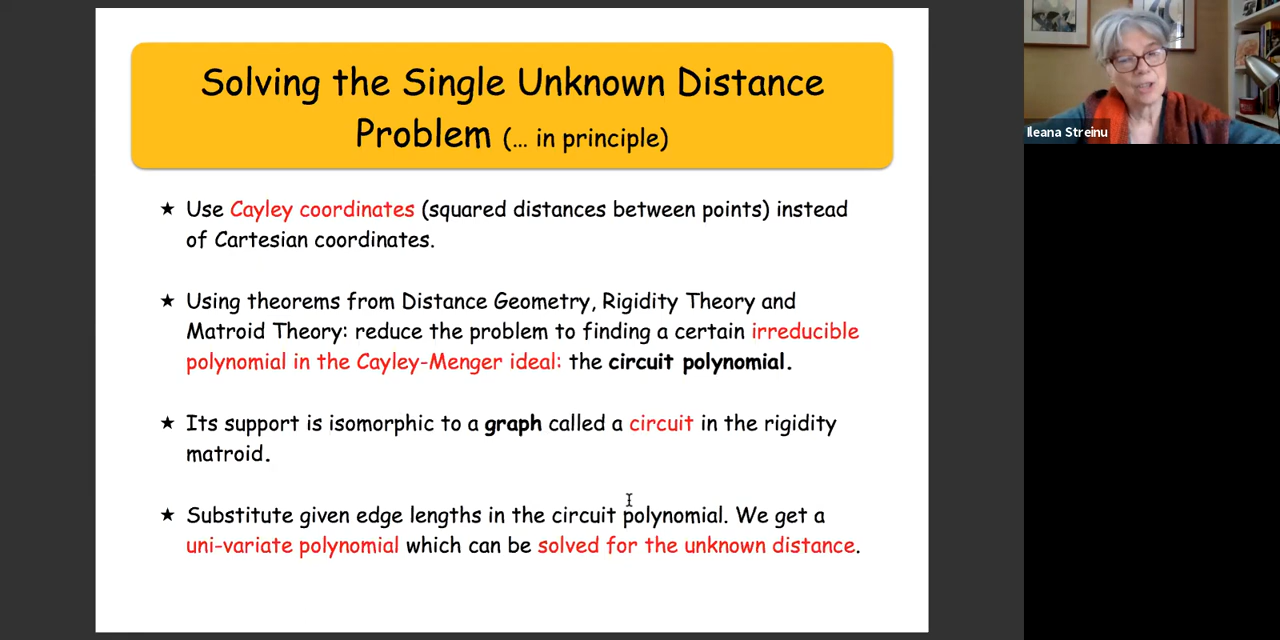 Solving the Single Unknown Distance
Problem (... in principle)
★ Use Cayley coordinates (squared distances between points) instead
of Cartesian coordinates.
★ Using theorems from Distance Geometry, Rigidity Theory and
Matroid Theory: reduce the problem to finding a certain irreducible
polynomial in the Cayley-Menger ideal: the circuit polynomial.
★ Its support is isomorphic to a graph called a circuit in the rigidity
matroid.
★ Substitute given edge lengths in the circuit polynomial. We get a
uni-variate polynomial which can be solved for the unknown distance.
Ileana Streinu